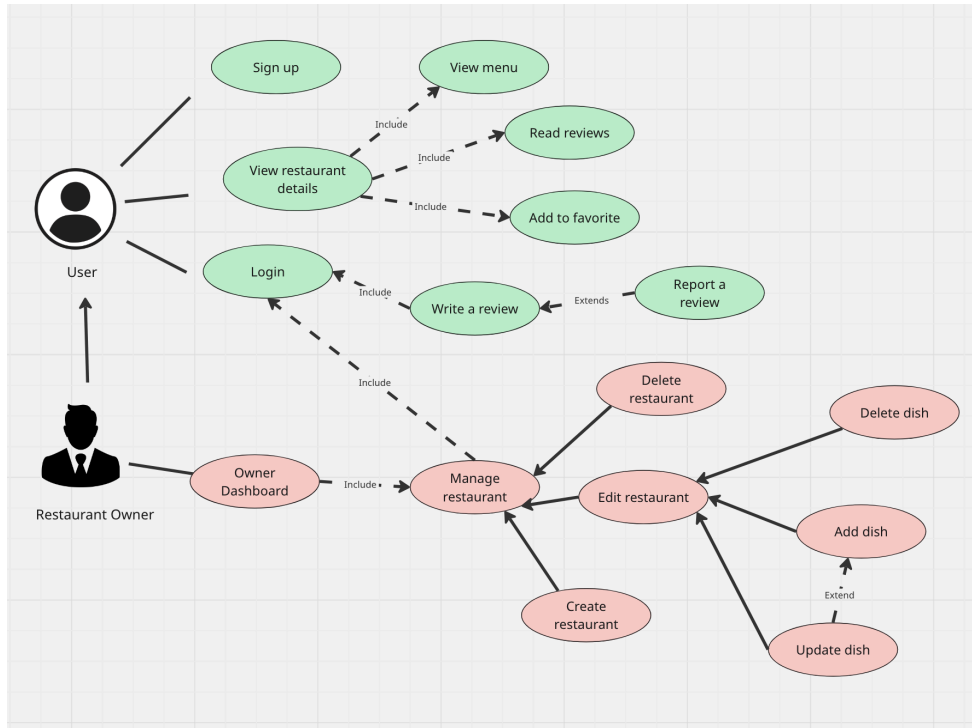 Sign up
View menu
Include
Read reviews
Include
View restaurant
details
Include
Add to favorite
User
Login
Include
Write a review
Extends
Report a
review
Include
Delete
restaurant
Delete dish
Restaurant Owner
Owner
Dashboard
Include
Manage
restaurant
Edit restaurant
Add dish
Extend
Create
restaurant
Update dish